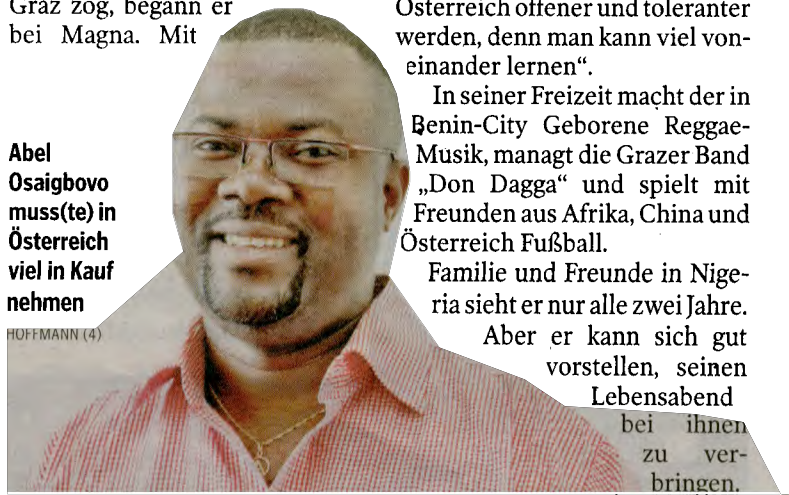 Graz zog, begann er
bei Magna. Mit
Abel
Osaigbovo
muss(te) in
Österreich
viel in Kauf
nehmen
HOFFMANN (4)
Österreich offener und toleranter
werden, denn man kann viel von-
einander lernen“.
In seiner Freizeit macht der in
Benin-City Geborene Reggae-
Musik, managt die Grazer Band
„Don Dagga“ und spielt mit
Freunden aus Afrika, China und
Österreich Fußball.
Familie und Freunde in Nige-
ria sieht er nur alle zwei Jahre.
Aber er kann sich gut
vorstellen, seinen
Lebensabend
bei ihnen
zu ver-
bringen.